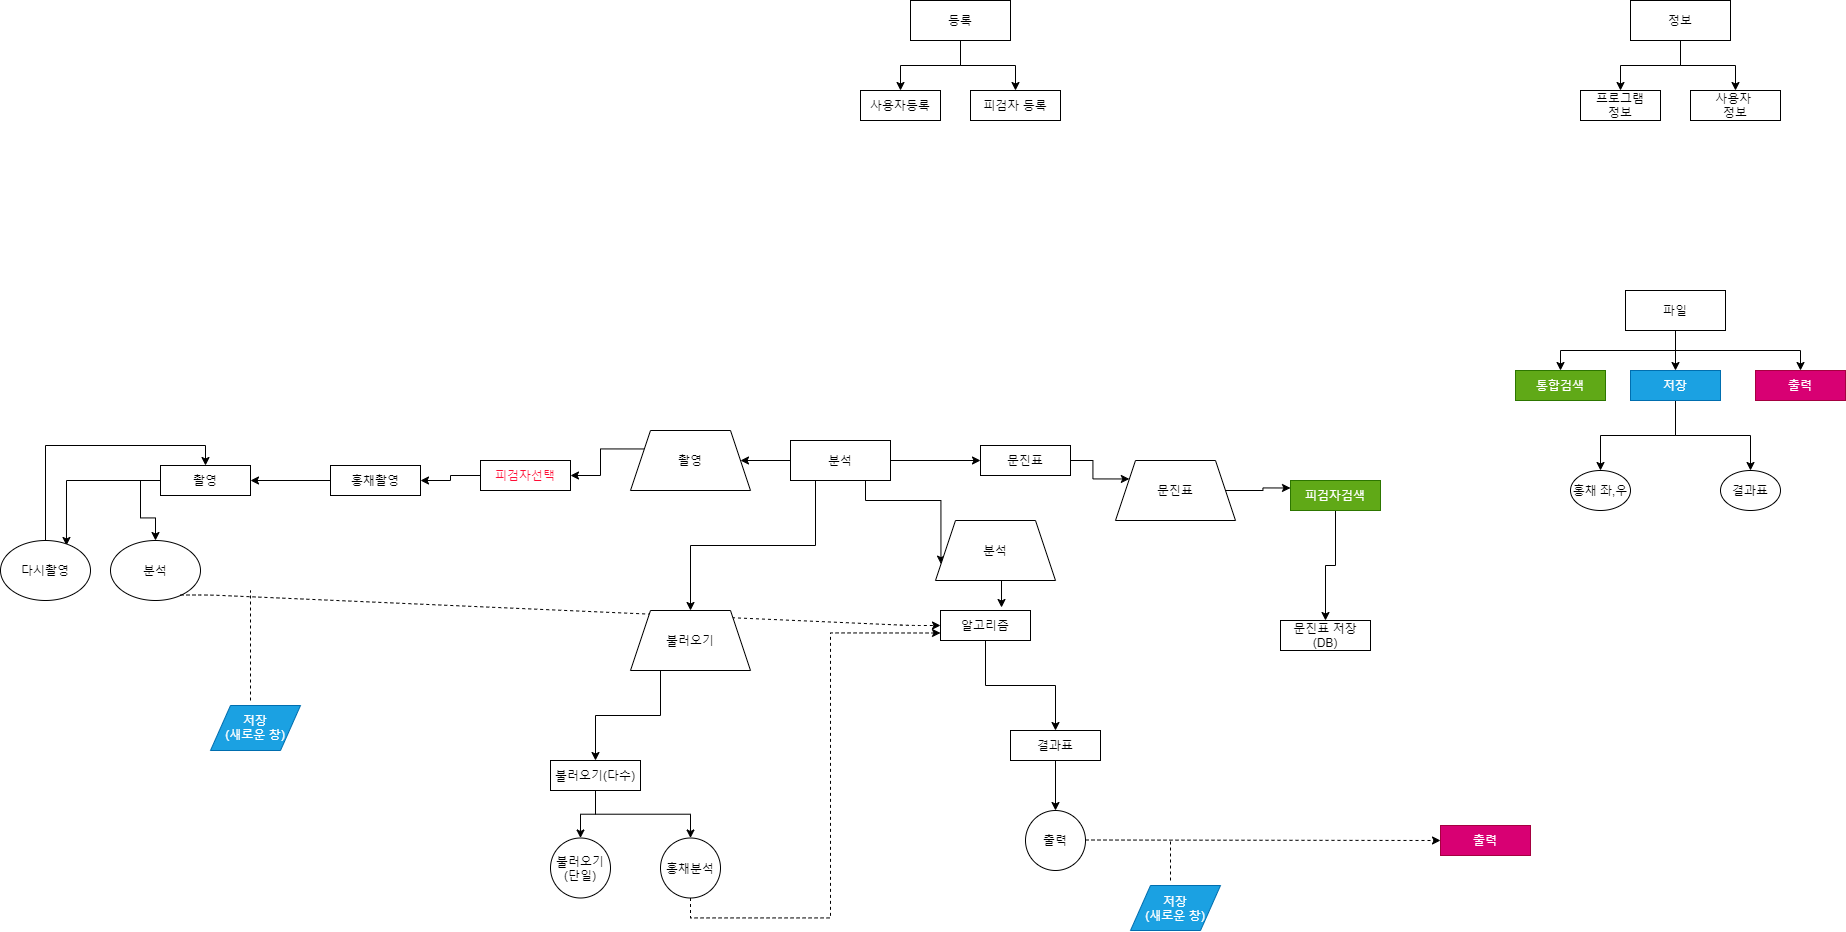 등록
정보
사용자등록
피검자 등록
프로그램
정보
사용자
정보
파일
통합검색
저장
출력
촬영
홍채촬영
피검자선택
촬영
분석
문진표
문진표
피검자검색
홍채 좌,우
결과표
다시촬영
분석
분석
불러오기
알고리즘
문진표 저장
(DB)
저장
(새로운 창)
결과표
불러오기(다수)
불러오기
(단일)
홍채분석
출력
출력
저장
(새로운 창)